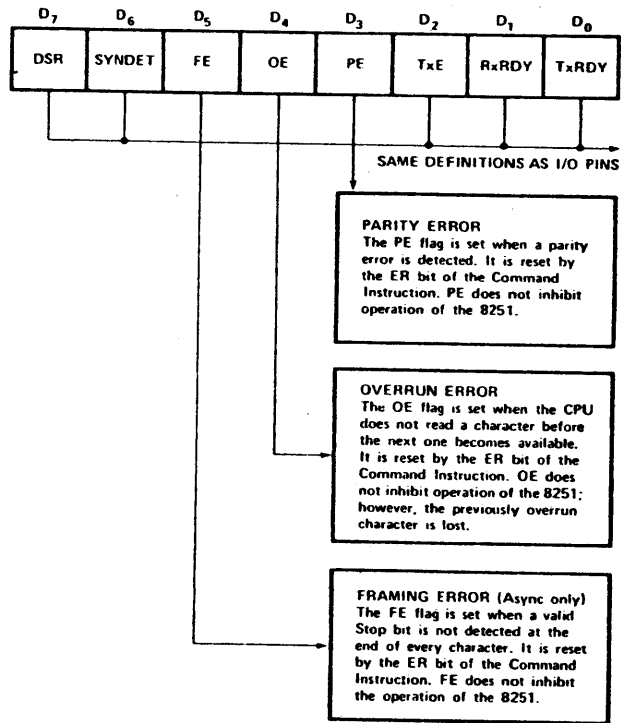 D7 D6 D5 D4 D3 D2 D1 D0
DSR SYNDET FE OE PE TxE RxRDY TxRDY
SAME DEFINITIONS AS I/O PINS
PARITY ERROR
The PE flag is set when a parity
error is detected. It is reset by
the ER bit of the Command
Instruction. PE does not inhibit
operation of the 8251.
OVERRUN ERROR
The OE flag is set when the CPU
does not read a character before
the next one becomes available.
It is reset by the ER bit of the
Command Instruction. OE does
not inhibit operation of the 8251;
however, the previously overrun
character is lost.
FRAMING ERROR (Async only)
The FE flag is set when a valid
Stop bit is not detected at the
end of every character. It is reset
by the ER bit of the Command
Instruction. FE does not inhibit
the operation of the 8251.